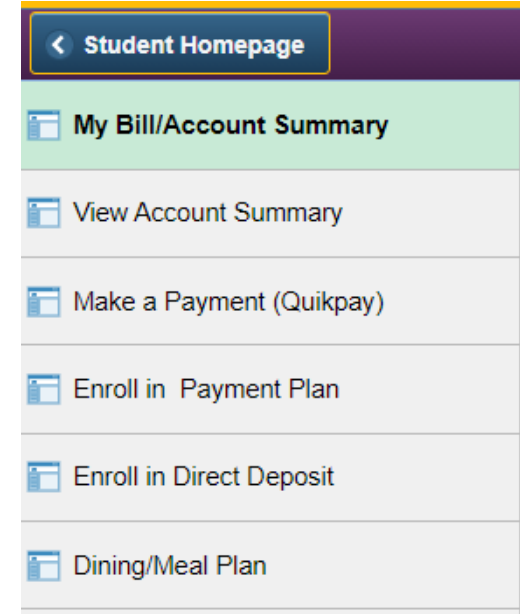 Student Homepage
My Bill/Account Summary
View Account Summary
Make a Payment (Quikpay)
Enroll in  Payment Plan
Enroll in Direct Deposit
Dining/Meal Plan